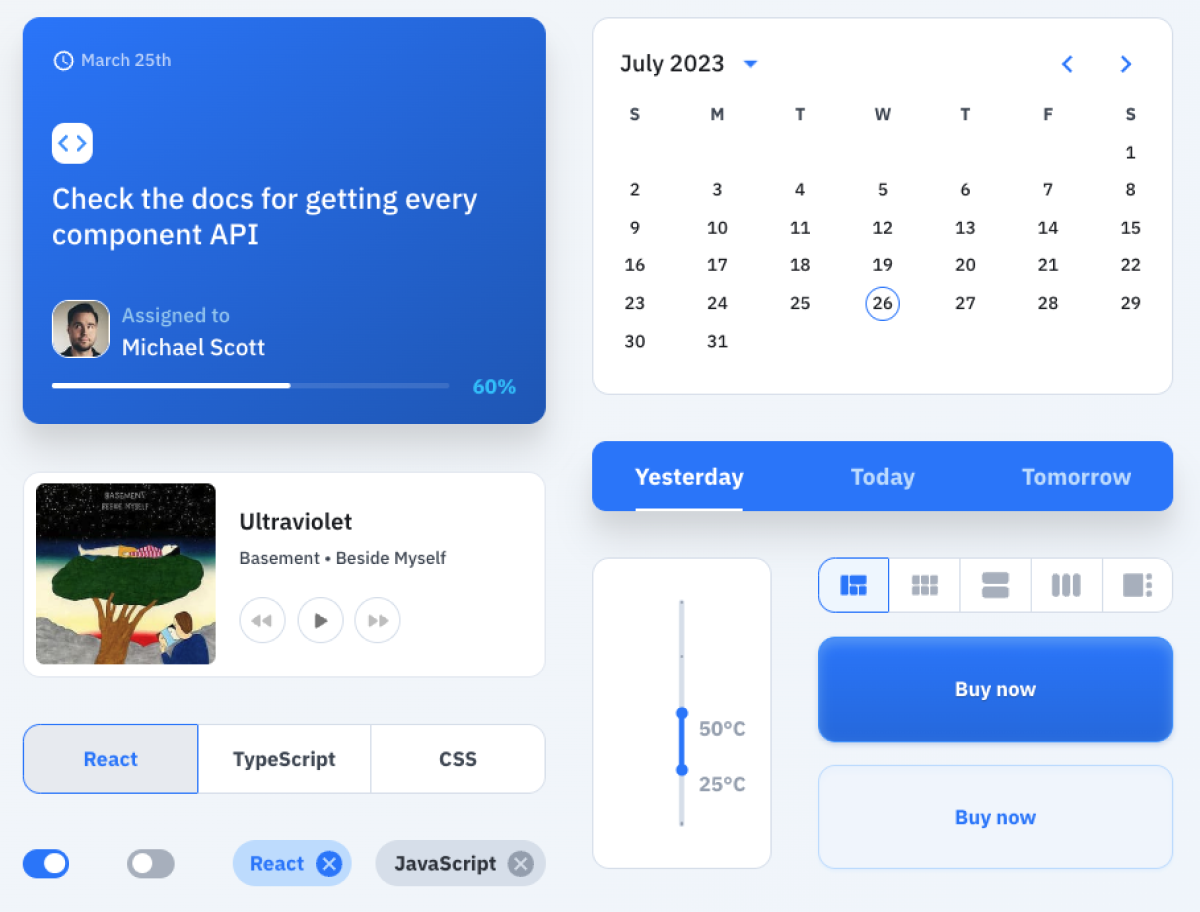 March 25th
Check the docs for getting every
component API
Assigned to
Michael Scott
60%
July 2023
S M T W T F S
1
2 3 4 5 6 7 8
9 10 11 12 13 14 15
16 17 18 19 20 21 22
23 24 25 26 27 28 29
30 31
BASEMENT
BESIDE MYSELF
Ultraviolet
Basement • Beside Myself
Yesterday Today Tomorrow
50°C
25°C
Buy now
Buy now
React TypeScript CSS
React JavaScript